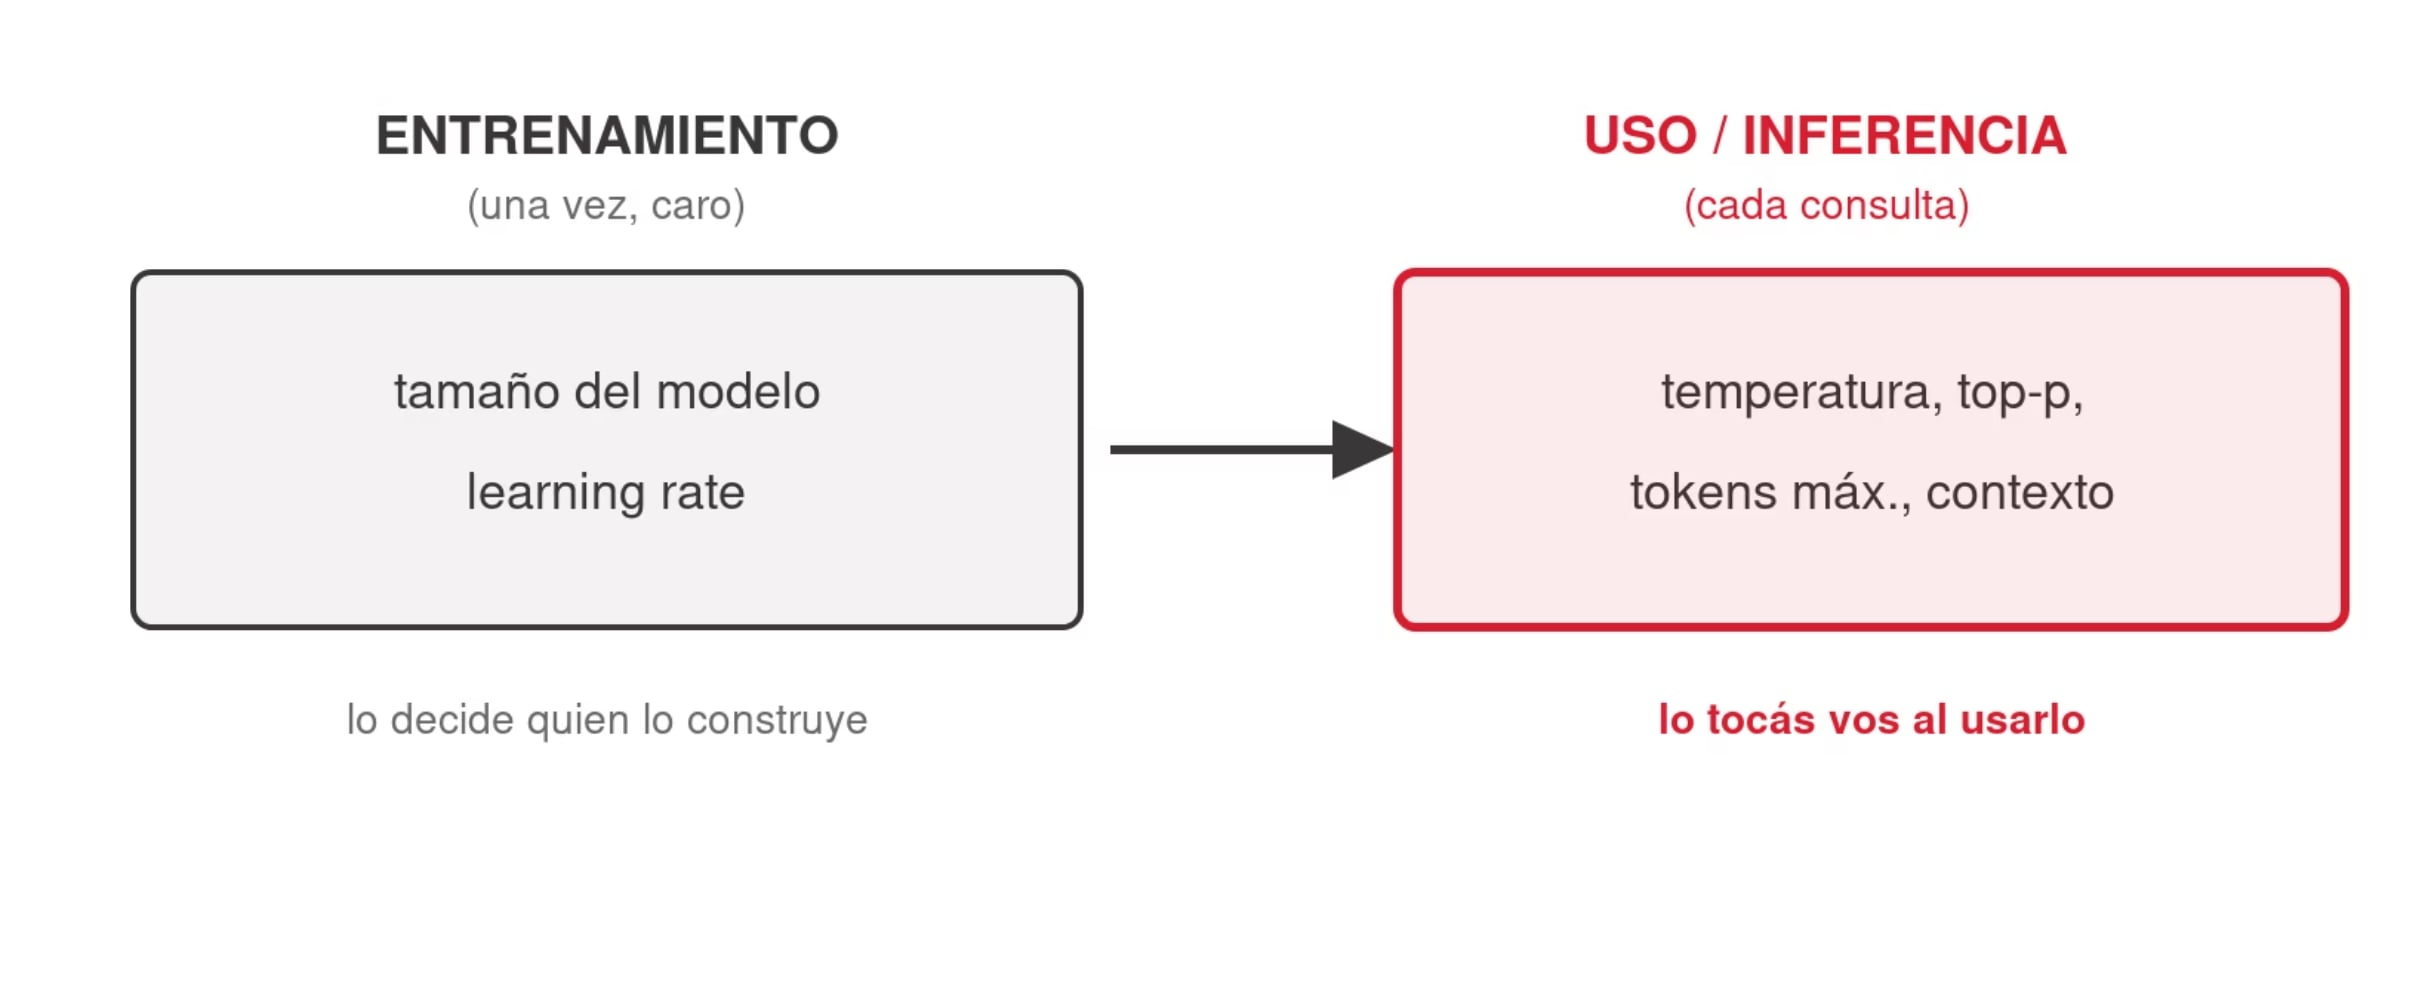 ENTRENAMIENTO
(una vez, caro)
tamaño del modelo
learning rate
lo decide quien lo construye
USO / INFERENCIA
(cada consulta)
temperatura, top-p,
tokens máx., contexto
lo tocás vos al usarlo